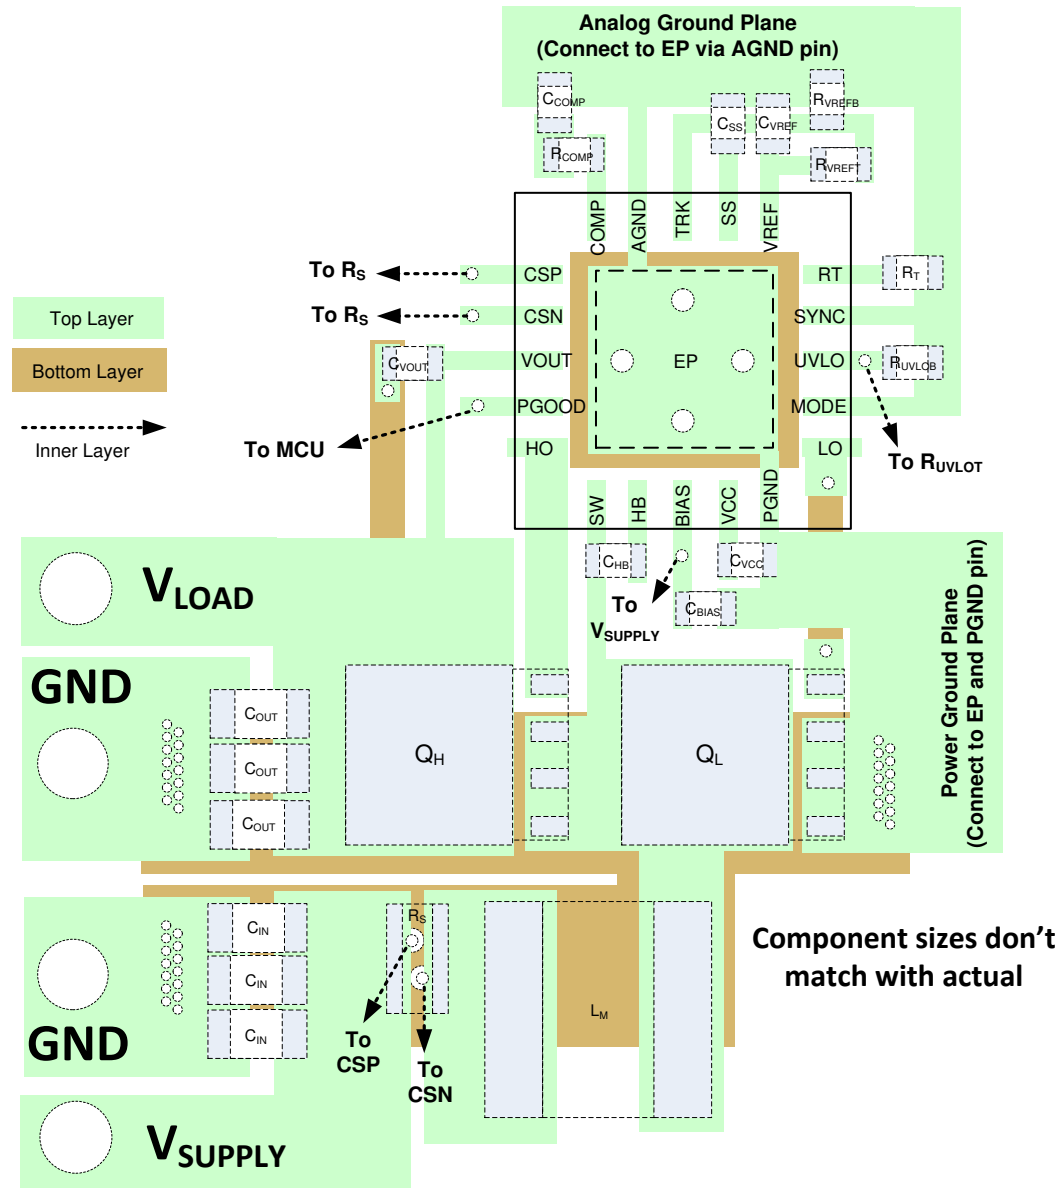 Analog Ground Plane
(Connect to EP via AGND pin)
CCOMP
CSS
CVREF
RVREFB
RCOMP
RVREFT
COMP
AGND
TRK
SS
VREF
To RS
CSP
RT
RT
To RS
CSN
SYNC
Top Layer
CVOUT
VOUT
EP
UVLO
RUVLOB
Bottom Layer
PGOOD
MODE
Inner Layer
To MCU
HO
LO
To RUVLOT
SW
HB
BIAS
VCC
PGND
CHB
CVCC
VLOAD
To
VSUPPLY
CBIAS
Power Ground Plane
(Connect to EP and PGND pin)
GND
COUT
COUT
COUT
QH
QL
CIN
CIN
CIN
RS
LM
Component sizes don’t
match with actual
GND
To
CSP
To
CSN
VSUPPLY